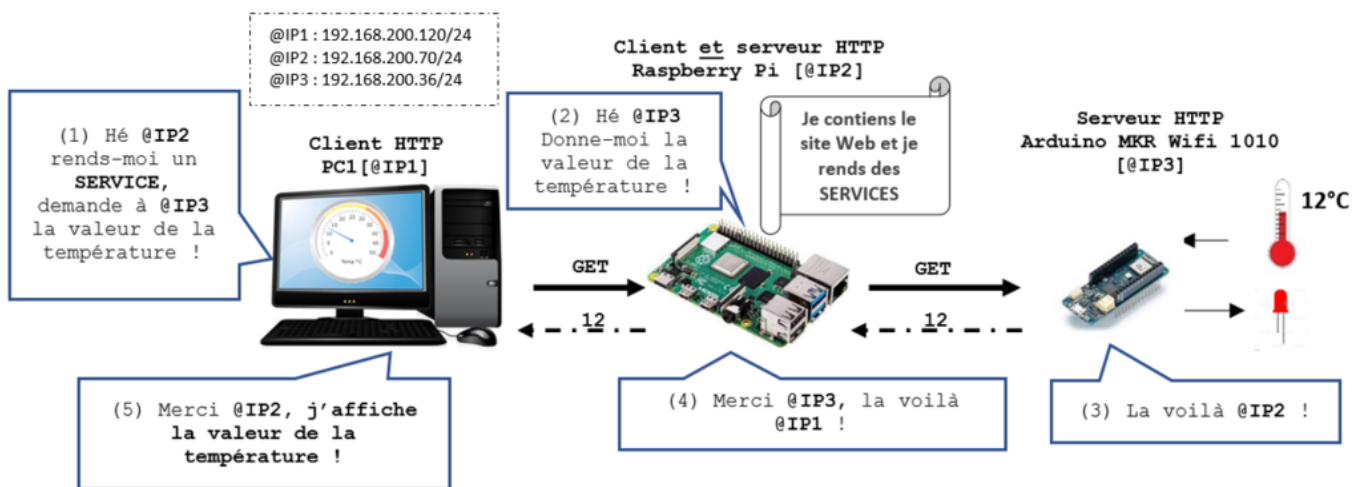 @IP1 : 192.168.200.120/24
@IP2 : 192.168.200.70/24
@IP3 : 192.168.200.36/24
Client et serveur HTTP
Raspberry Pi [@IP2]
(1) Hé @IP2
rends-moi un
SERVICE,
demande à @IP3
la valeur de la
température !
Client HTTP
PC1[@IP1]
(2) Hé @IP3
Donne-moi la
valeur de la
température !
Je contiens le
site Web et je
rends des
SERVICES
Serveur HTTP
Arduino MKR Wifi 1010
[@IP3]
12°C
Temp °C
GET
12
GET
12
(5) Merci @IP2, j’affiche
la valeur de la
température !
(4) Merci @IP3, la voilà
@IP1 !
(3) La voilà @IP2 !